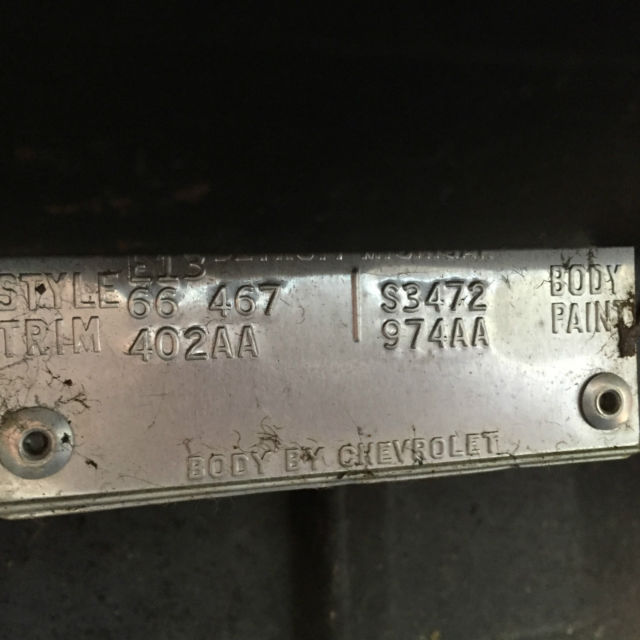 E13
STYLE 66 467 S3472 BODY
TRIM 402AA 974AA PAINT
BODY BY CHEVROLET